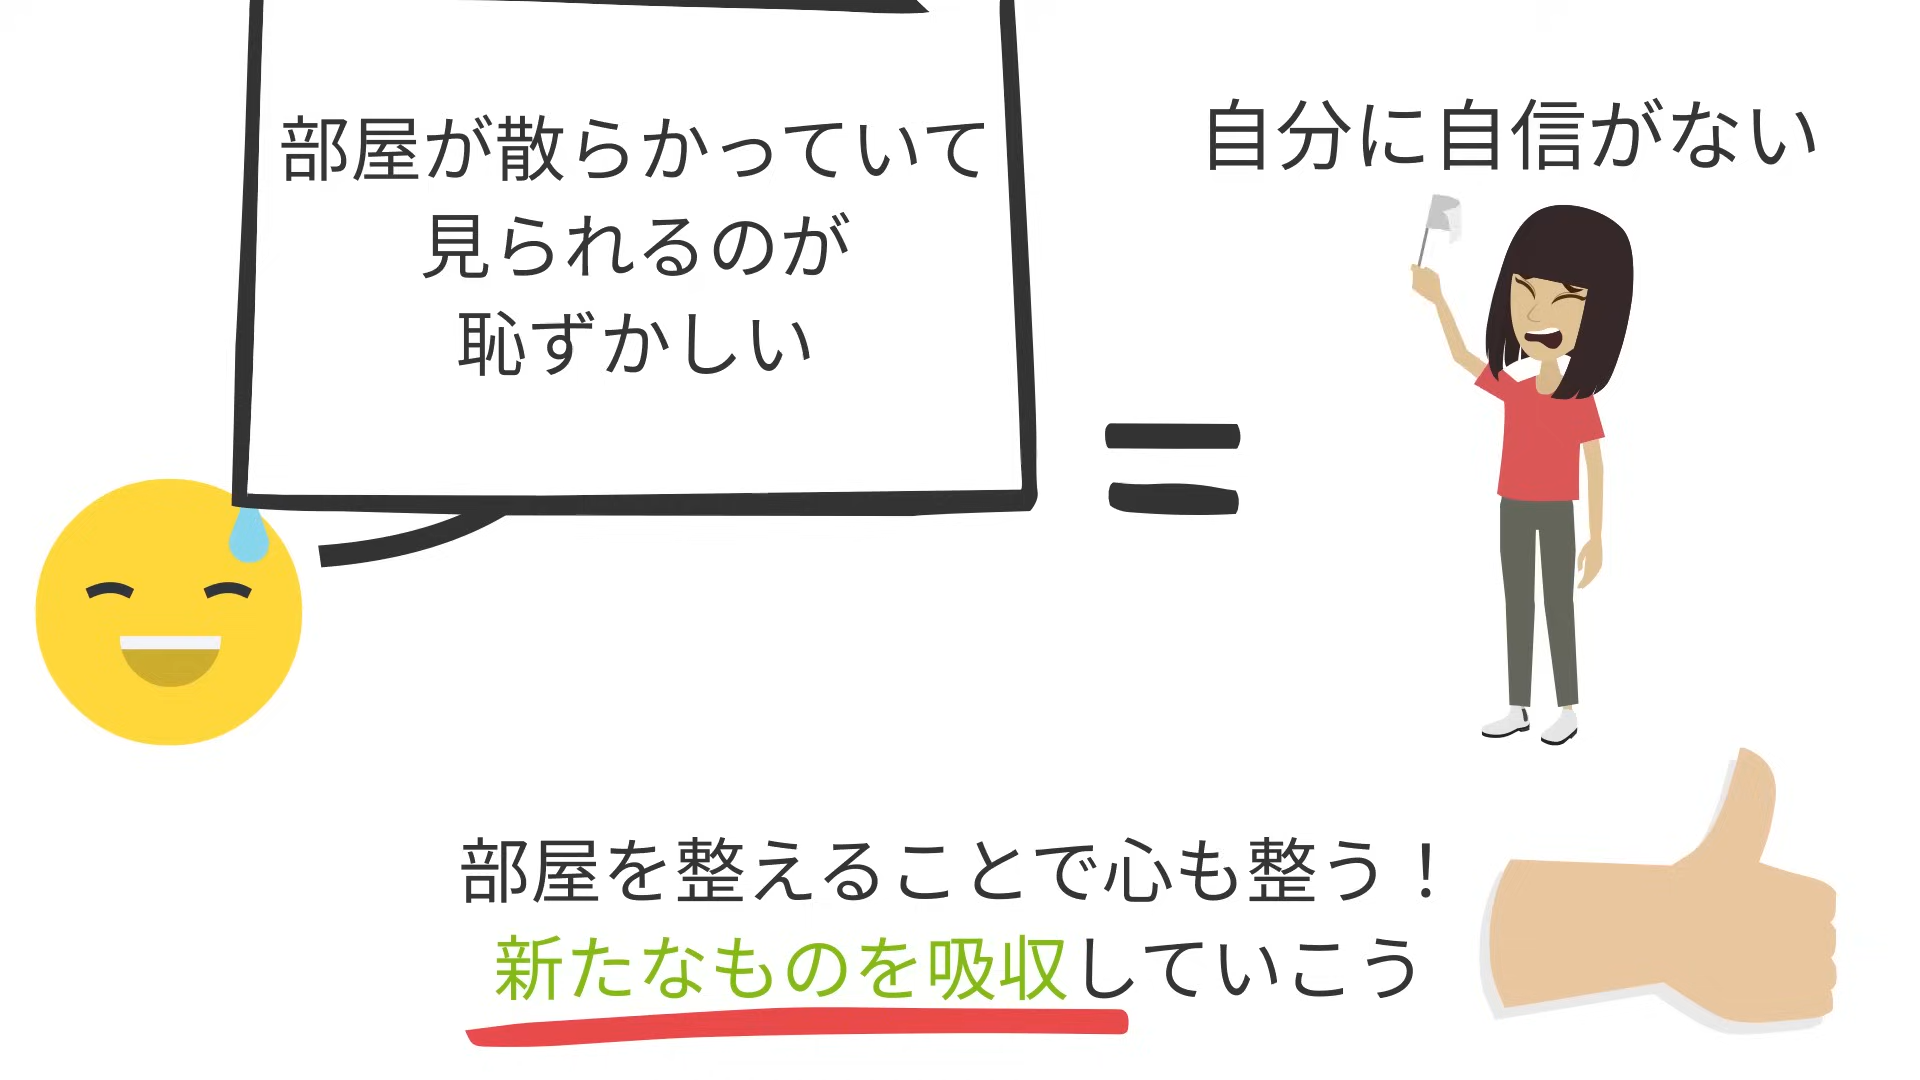 部屋が散らかっていて
見られるのが
恥ずかしい
=
自分に自信がない
部屋を整えることで心も整う！
新たなものを吸収していこう